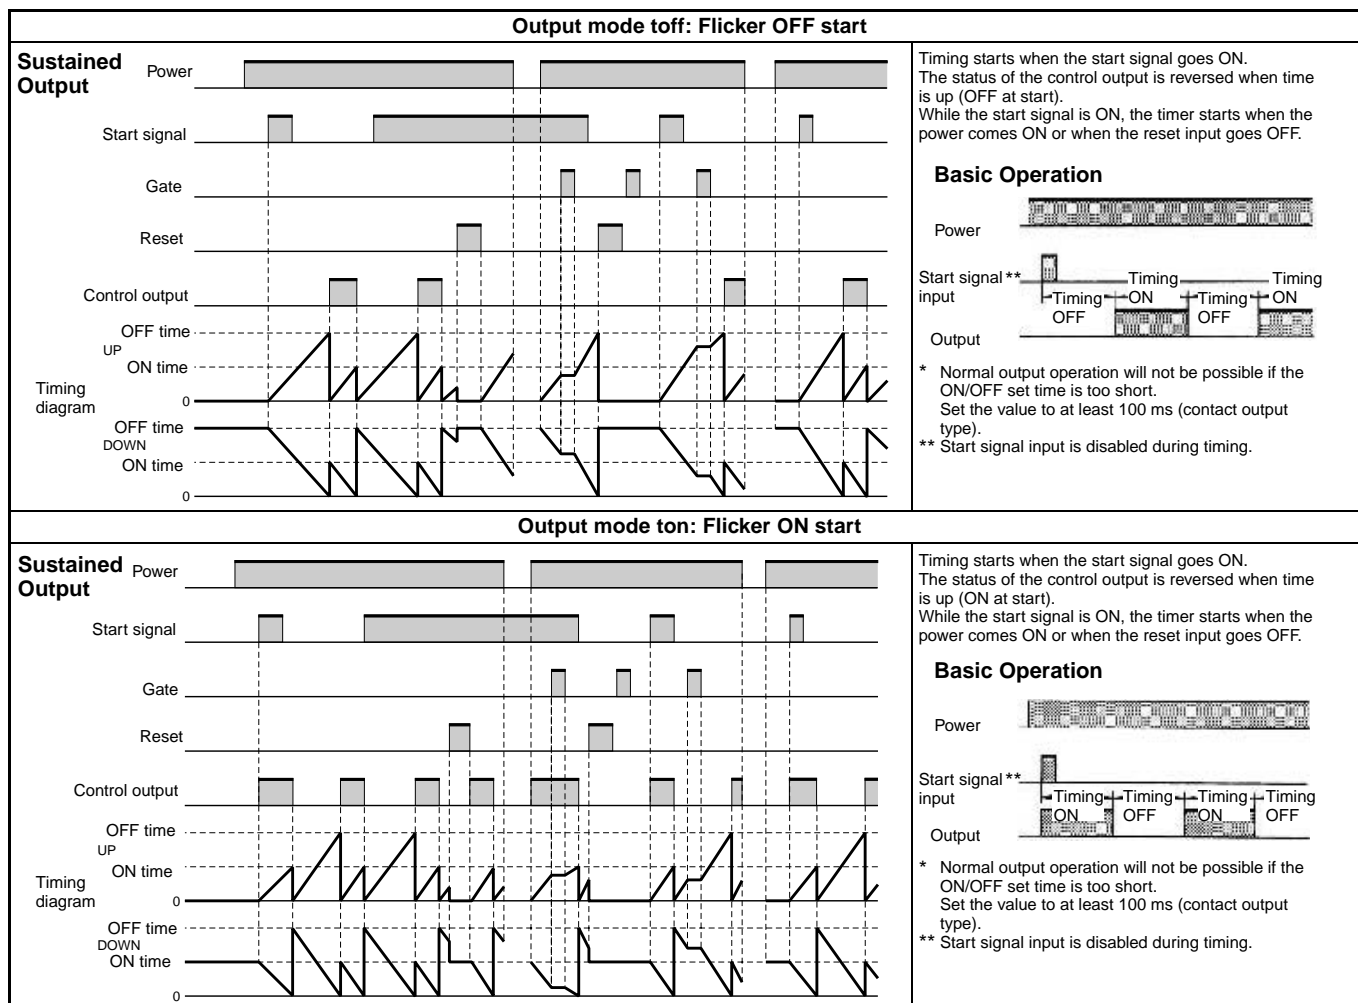 Output mode toff: Flicker OFF start
Sustained
Output
Power
Start signal
Gate
Reset
Control output
OFF time
UP
ON time
Timing
diagram
0
OFF time
DOWN
ON time
0
Timing starts when the start signal goes ON.
The status of the control output is reversed when time
is up (OFF at start).
While the start signal is ON, the timer starts when the
power comes ON or when the reset input goes OFF.
Basic Operation
Power
Start signal **
input
Timing
OFF
Timing
ON
Timing
OFF
Timing
ON
Output
* Normal output operation will not be possible if the
ON/OFF set time is too short.
Set the value to at least 100 ms (contact output
type).
** Start signal input is disabled during timing.
Output mode ton: Flicker ON start
Sustained
Output
Power
Start signal
Gate
Reset
Control output
OFF time
UP
ON time
Timing
diagram
0
OFF time
DOWN
ON time
0
Timing starts when the start signal goes ON.
The status of the control output is reversed when time
is up (ON at start).
While the start signal is ON, the timer starts when the
power comes ON or when the reset input goes OFF.
Basic Operation
Power
Start signal **
input
Timing
ON
Timing
OFF
Timing
ON
Timing
OFF
Output
* Normal output operation will not be possible if the
ON/OFF set time is too short.
Set the value to at least 100 ms (contact output
type).
** Start signal input is disabled during timing.